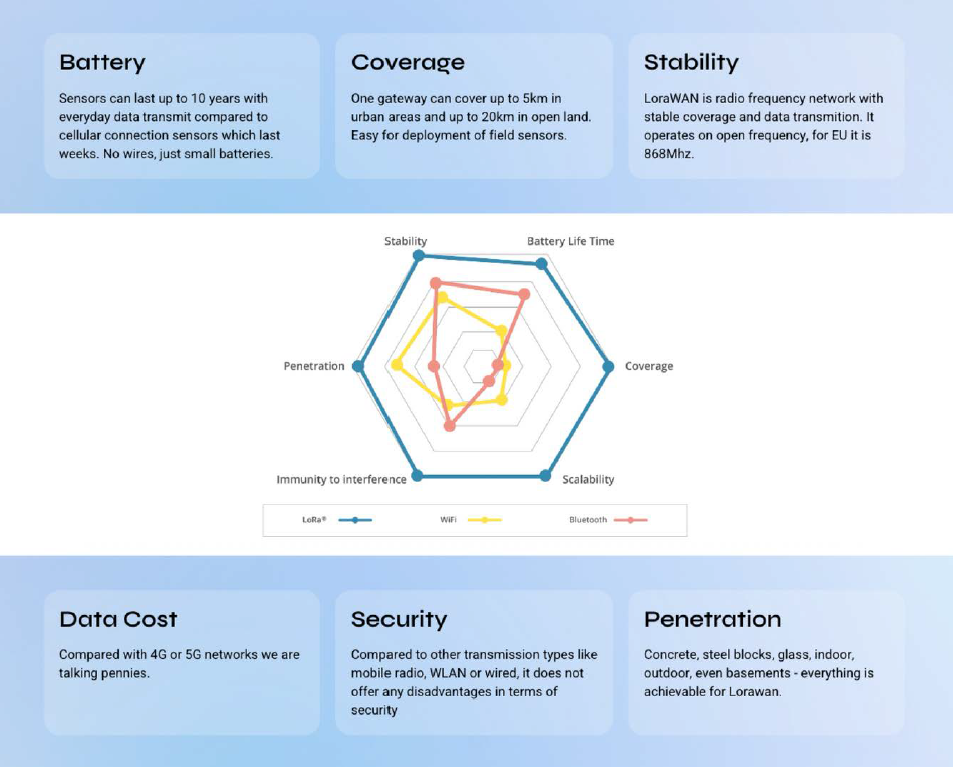 Battery
Sensors can last up to 10 years with
everyday data transmit compared to
cellular connection sensors which last
weeks. No wires, just small batteries.
Coverage
One gateway can cover up to 5km in
urban areas and up to 20km in open land.
Easy for deployment of field sensors.
Stability
LoraWAN is radio frequency network with
stable coverage and data transmition. It
operates on open frequency, for EU it is
868Mhz.
Stability
Battery Life Time
Penetration
Coverage
Immunity to interference
Scalability
LoRa®
WiFi
Bluetooth
Data Cost
Compared with 4G or 5G networks we are
talking pennies.
Security
Compared to other transmission types like
mobile radio, WLAN or wired, it does not
offer any disadvantages in terms of
security
Penetration
Concrete, steel blocks, glass, indoor,
outdoor, even basements - everything is
achievable for Lorawan.